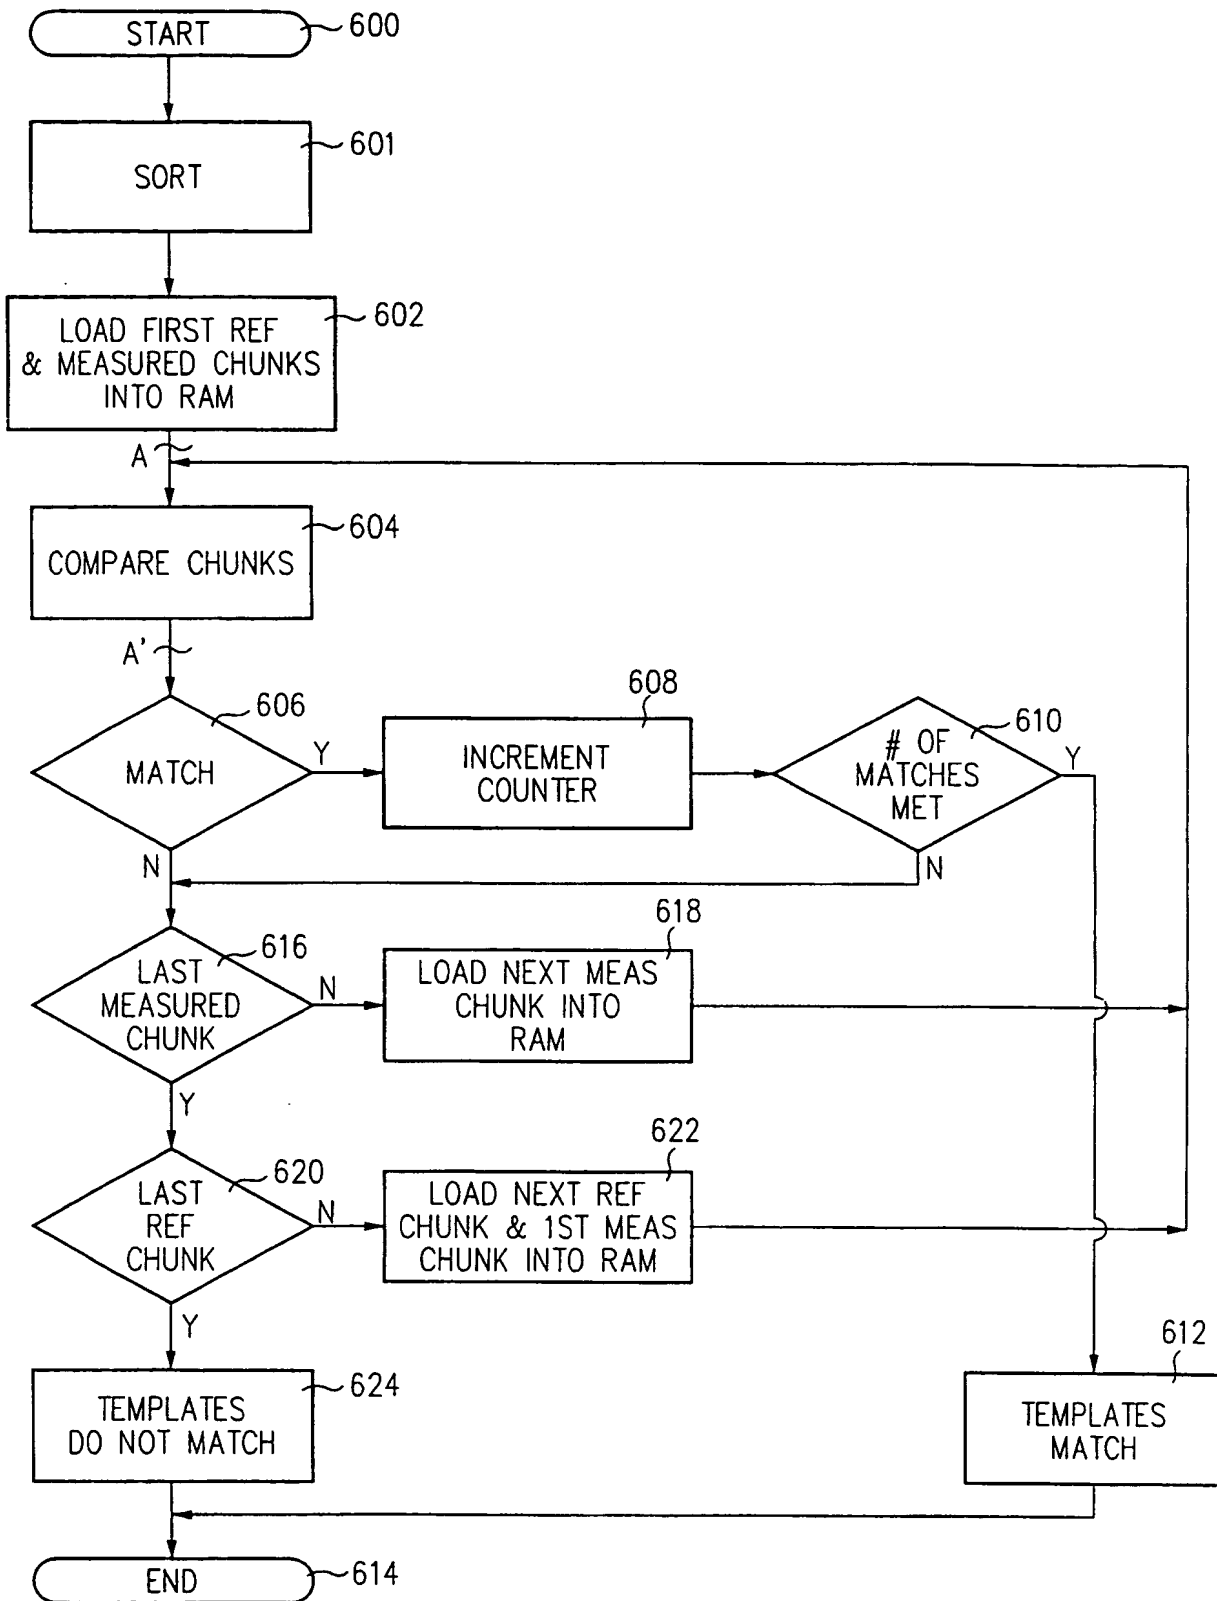 START
600
601
SORT
602
LOAD FIRST REF
& MEASURED CHUNKS
INTO RAM
A
604
COMPARE CHUNKS
A'
606
MATCH
Y
N
608
INCREMENT
COUNTER
610
# OF
MATCHES
MET
Y
N
616
LAST
MEASURED
CHUNK
N
Y
618
LOAD NEXT MEAS
CHUNK INTO
RAM
620
LAST
REF
CHUNK
N
Y
622
LOAD NEXT REF
CHUNK & 1ST MEAS
CHUNK INTO RAM
624
TEMPLATES
DO NOT MATCH
612
TEMPLATES
MATCH
END
614